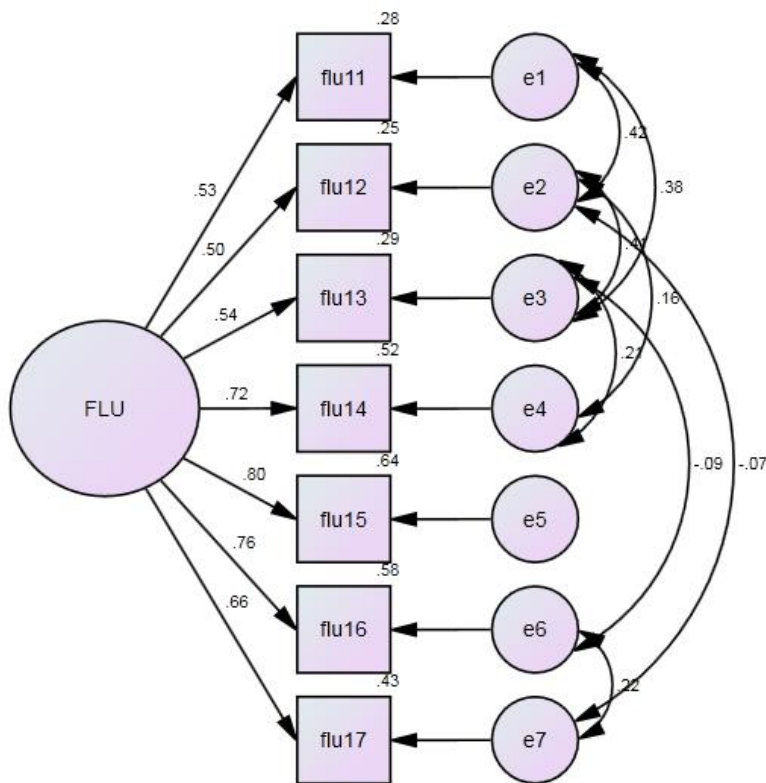 .28
flu11
e1
.25
.42
.53
flu12
e2
.38
.50
.29
.41
flu13
e3
.16
.54
.52
.21
FLU
.72
flu14
e4
.64
-.09
-.07
.80
flu15
e5
.76
.58
.66
flu16
e6
.43
.22
flu17
e7